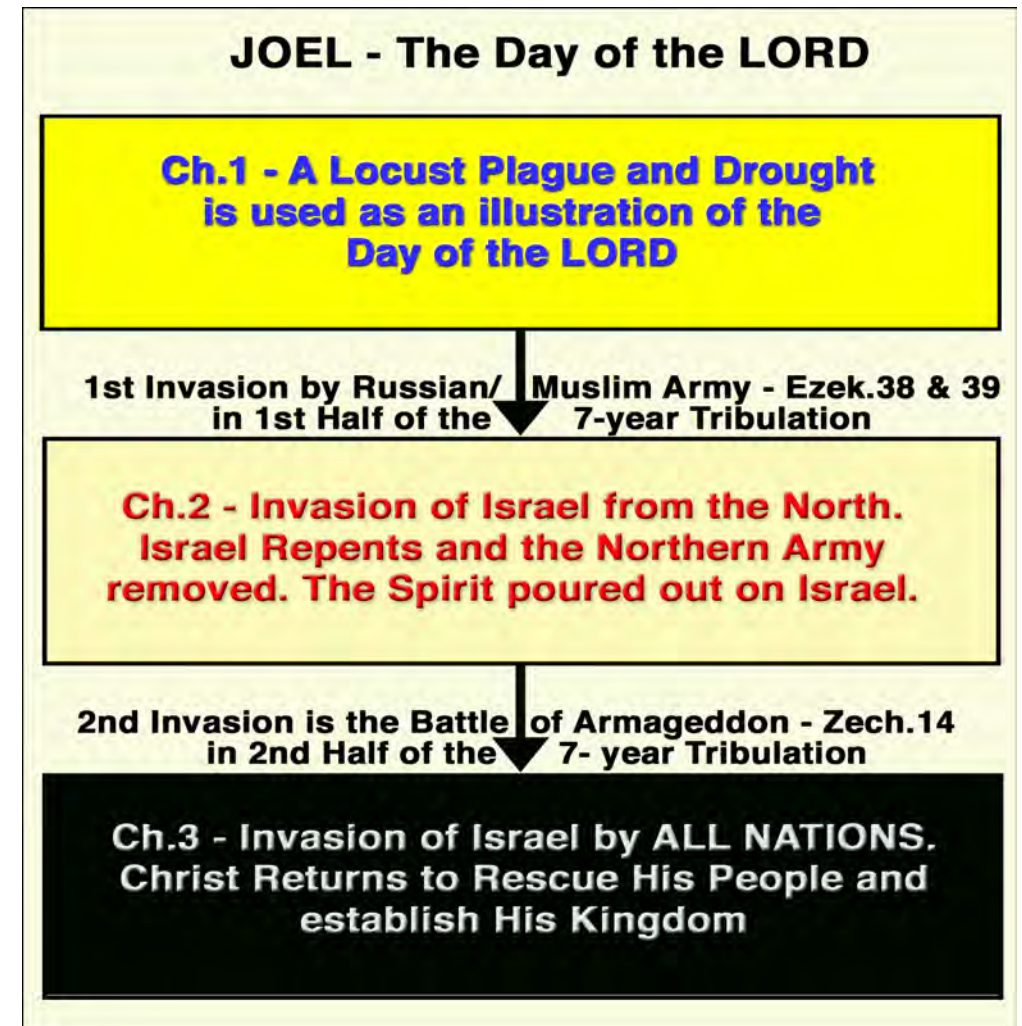 JOEL - The Day of the LORD
Ch.1 - A Locust Plague and Drought
is used as an illustration of the
Day of the LORD
1st Invasion by Russian/ Muslim Army - Ezek.38 & 39
in 1st Half of the 7-year Tribulation
Ch.2 - Invasion of Israel from the North.
Israel Repents and the Northern Army
removed. The Spirit poured out on Israel.
2nd Invasion is the Battle of Armageddon - Zech.14
in 2nd Half of the 7- year Tribulation
Ch.3 - Invasion of Israel by ALL NATIONS.
Christ Returns to Rescue His People and
establish His Kingdom